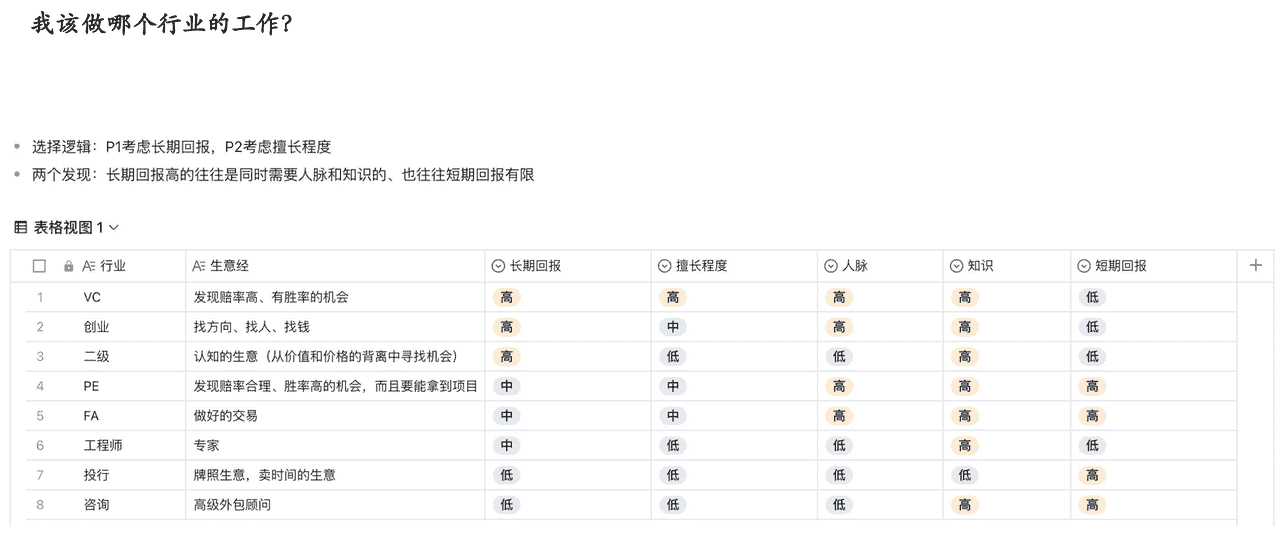 我该做哪个行业的工作？
选择逻辑：P1考虑长期回报，P2考虑擅长程度
两个发现：长期回报高的往往是同时需要人脉和知识的、也往往短期回报有限
表格视图 1
行业 生意经 长期回报 擅长程度 人脉 知识 短期回报
1 VC 发现赔率高、有胜率的机会 高 高 高 高 低
2 创业 找方向、找人、找钱 高 中 高 高 低
3 二级 认知的生意（从价值和价格的背离中寻找机会） 高 低 低 高 低
4 PE 发现赔率合理、胜率高的机会，而且要能拿到项目 中 中 高 高 高
5 FA 做好的交易 中 中 高 高 高
6 工程师 专家 中 低 低 高 低
7 投行 牌照生意，卖时间的生意 低 低 低 低 高
8 咨询 高级外包顾问 低 低 低 高 高